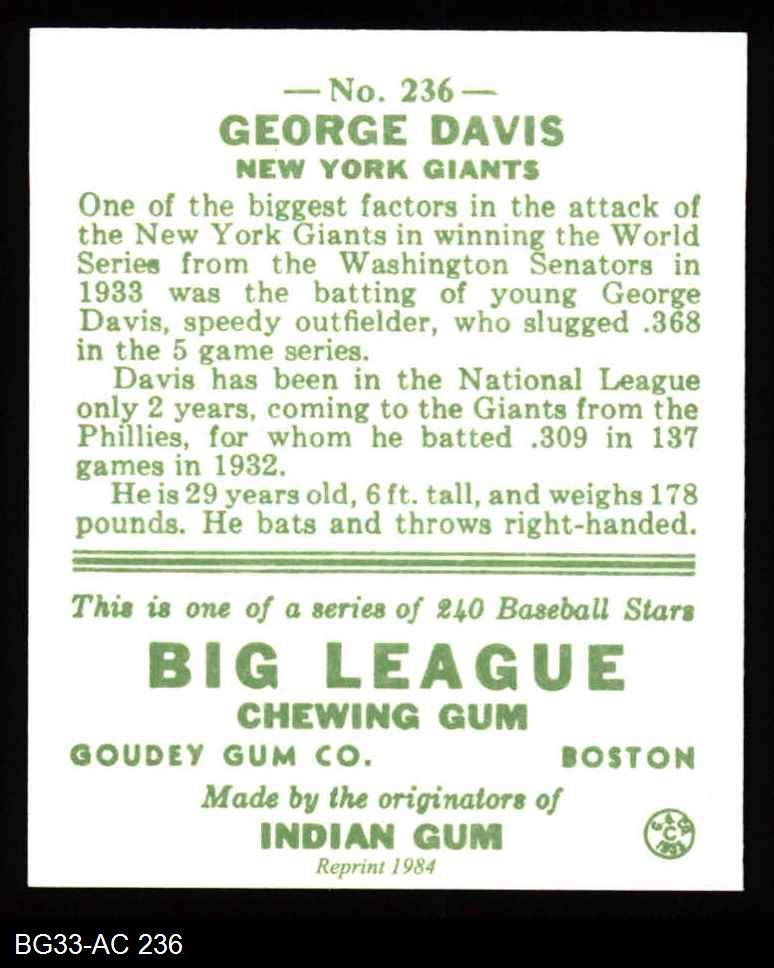 — No. 236 —
GEORGE DAVIS
NEW YORK GIANTS
One of the biggest factors in the attack of
the New York Giants in winning the World
Series from the Washington Senators in
1933 was the batting of young George
Davis, speedy outfielder, who slugged .368
in the 5 game series.
Davis has been in the National League
only 2 years, coming to the Giants from the
Phillies, for whom he batted .309 in 137
games in 1932.
He is 29 years old, 6 ft. tall, and weighs 178
pounds. He bats and throws right-handed.
This is one of a series of 240 Baseball Stars
BIG LEAGUE
CHEWING GUM
GOUDEY GUM CO. BOSTON
Made by the originators of
INDIAN GUM
Reprint 1984
BG33-AC 236